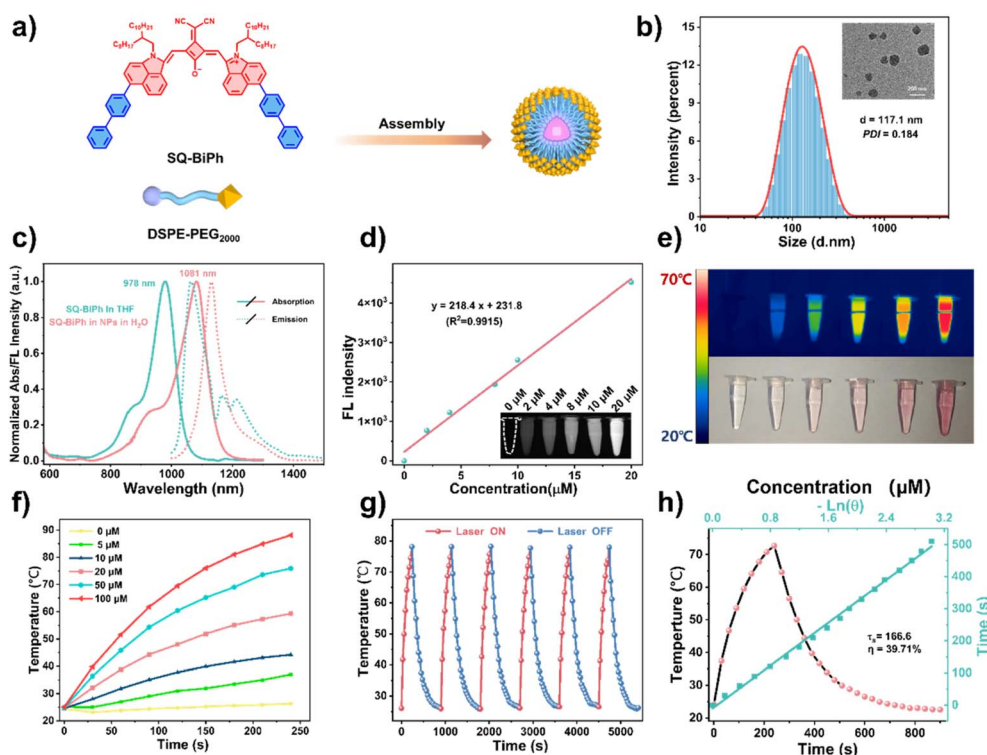 a)
C10H21
NC
CN
C10H21
C8H17
C8H17
N
N+
O-
SQ-BiPh
DSPE-PEG2000
Assembly
b)
Intensity (percent)
15
12
9
6
3
0
10
100
1000
Size (d.nm)
200 nm
d = 117.1 nm
PDI = 0.184
c)
Normalized Abs/FL Inensity (a.u.)
1.0
0.8
0.6
0.4
0.2
0.0
600
800
1000
1200
1400
Wavelength (nm)
978 nm
1081 nm
SQ-BiPh In THF
SQ-BiPh in NPs in H2O
Absorption
Emission
d)
FL indensity
4×10³
3×10³
2×10³
1×10³
0
0
5
10
15
20
Concentration(μM)
y = 218.4 x + 231.8
(R²=0.9915)
0 μM
2 μM
4 μM
8 μM
10 μM
20 μM
e)
70℃
20℃
Concentration (μM)
f)
Temperature (°C)
90
80
70
60
50
40
30
20
0
50
100
150
200
250
Time (s)
0 μM
5 μM
10 μM
20 μM
50 μM
100 μM
g)
Temperature (°C)
80
70
60
50
40
30
0
1000
2000
3000
4000
5000
Time (s)
Laser ON
Laser OFF
h)
- Ln(θ)
0.0
0.8
1.6
2.4
3.2
Temperture (°C)
70
60
50
40
30
20
0
200
400
600
800
Time (s)
500
400
300
200
100
0
Time (s)
τs= 166.6
η = 39.71%